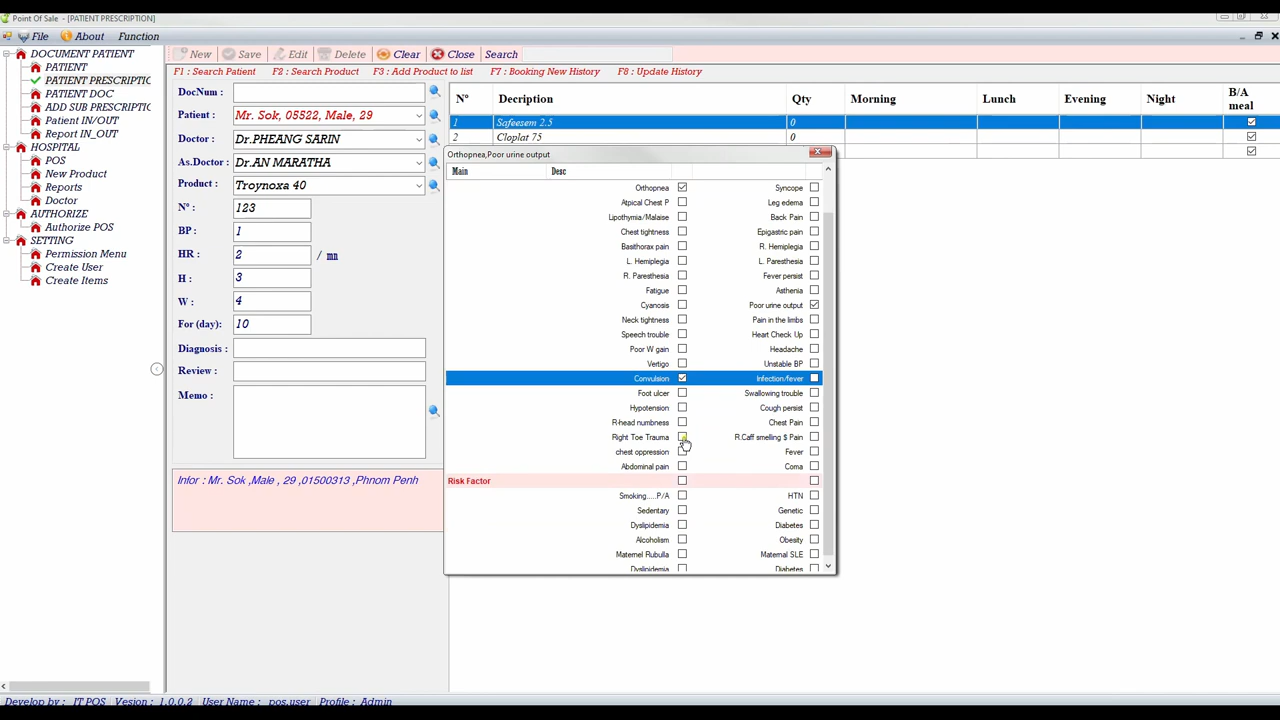 Point Of Sale - [PATIENT PRESCRIPTION]
File About Function
DOCUMENT PATIENT
PATIENT
PATIENT PRESCRIPTIC
PATIENT DOC
ADD SUB PRESCRIPTIC
Patient IN/OUT
Report IN_OUT
HOSPITAL
POS
New Product
Reports
Doctor
AUTHORIZE
Authorize POS
SETTING
Permission Menu
Create User
Create Items
New Save Edit Delete Clear Close Search
F1 : Search Patient F2 : Search Product F3 : Add Product to list F7 : Booking New History F8 : Update History
DocNum :
Patient : Mr. Sok, 05522, Male, 29
Doctor : Dr.PHEANG SARIN
As.Doctor : Dr.AN MARATHA
Product : Troynoxa 40
Nº : 123
BP : 1
HR : 2 / mn
H : 3
W : 4
For (day): 10
Diagnosis :
Review :
Memo :
Infor : Mr. Sok ,Male , 29 ,01500313 ,Phnom Penh
Nº Decription Qty Morning Lunch Evening Night B/A meal
1 Safeesem 2.5 0
2 Cloplat 75 0
Orthopnea,Poor urine output
Main Desc
Orthopnea Syncope
Atpical Chest P Leg edema
Lipothymia/Malaise Back Pain
Chest tightness Epigastric pain
Basithorax pain R. Hemiplegia
L. Hemiplegia L. Paresthesia
R. Paresthesia Fever persist
Fatigue Asthenia
Cyanosis Poor urine output
Neck tightness Pain in the limbs
Speech trouble Heart Check Up
Poor W gain Headache
Vertigo Unstable BP
Convulsion Infection/fever
Foot ulcer Swallowing trouble
Hypotension Cough persist
R-head numbness Chest Pain
Right Toe Trauma R.Caff smelling $ Pain
chest oppression Fever
Abdominal pain Coma
Risk Factor
Smoking.....P/A HTN
Sedentary Genetic
Dyslipidemia Diabetes
Alcoholism Obesity
Maternel Rubulla Maternal SLE
Dyslipidemia Diabetes
Develop by : IT POS Vesion : 1.0.0.2 User Name : pos.user Profile : Admin